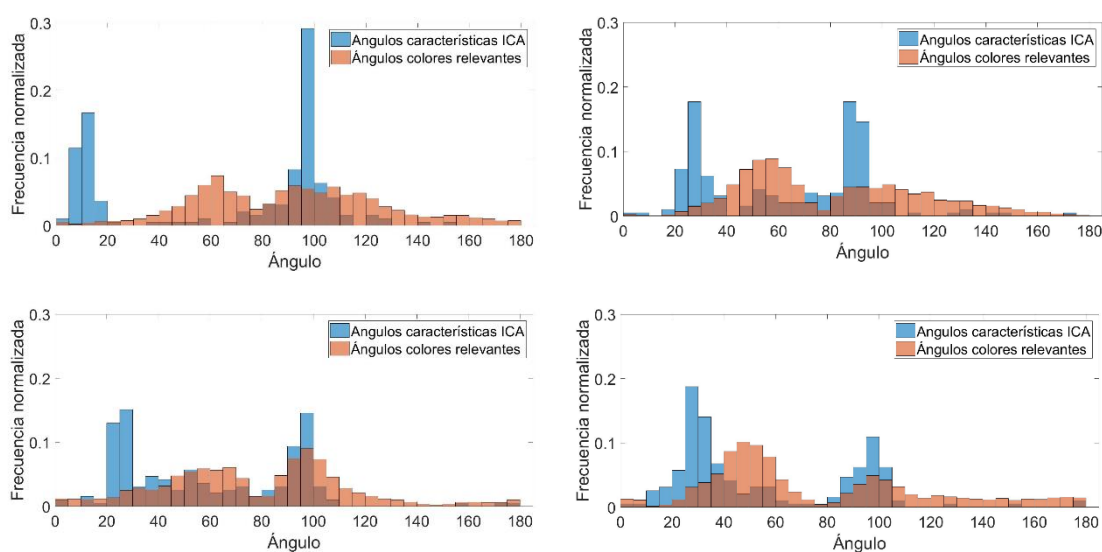 0.3
0.2
0.1
0
Frecuencia normalizada
Angulos características ICA
Ángulos colores relevantes
0 20 40 60 80 100 120 140 160 180
Ángulo
0.3
0.2
0.1
0
Frecuencia normalizada
Angulos características ICA
Ángulos colores relevantes
0 20 40 60 80 100 120 140 160 180
Ángulo
0.3
0.2
0.1
0
Frecuencia normalizada
Angulos características ICA
Ángulos colores relevantes
0 20 40 60 80 100 120 140 160 180
Ángulo
0.3
0.2
0.1
0
Frecuencia normalizada
Angulos características ICA
Ángulos colores relevantes
0 20 40 60 80 100 120 140 160 180
Ángulo